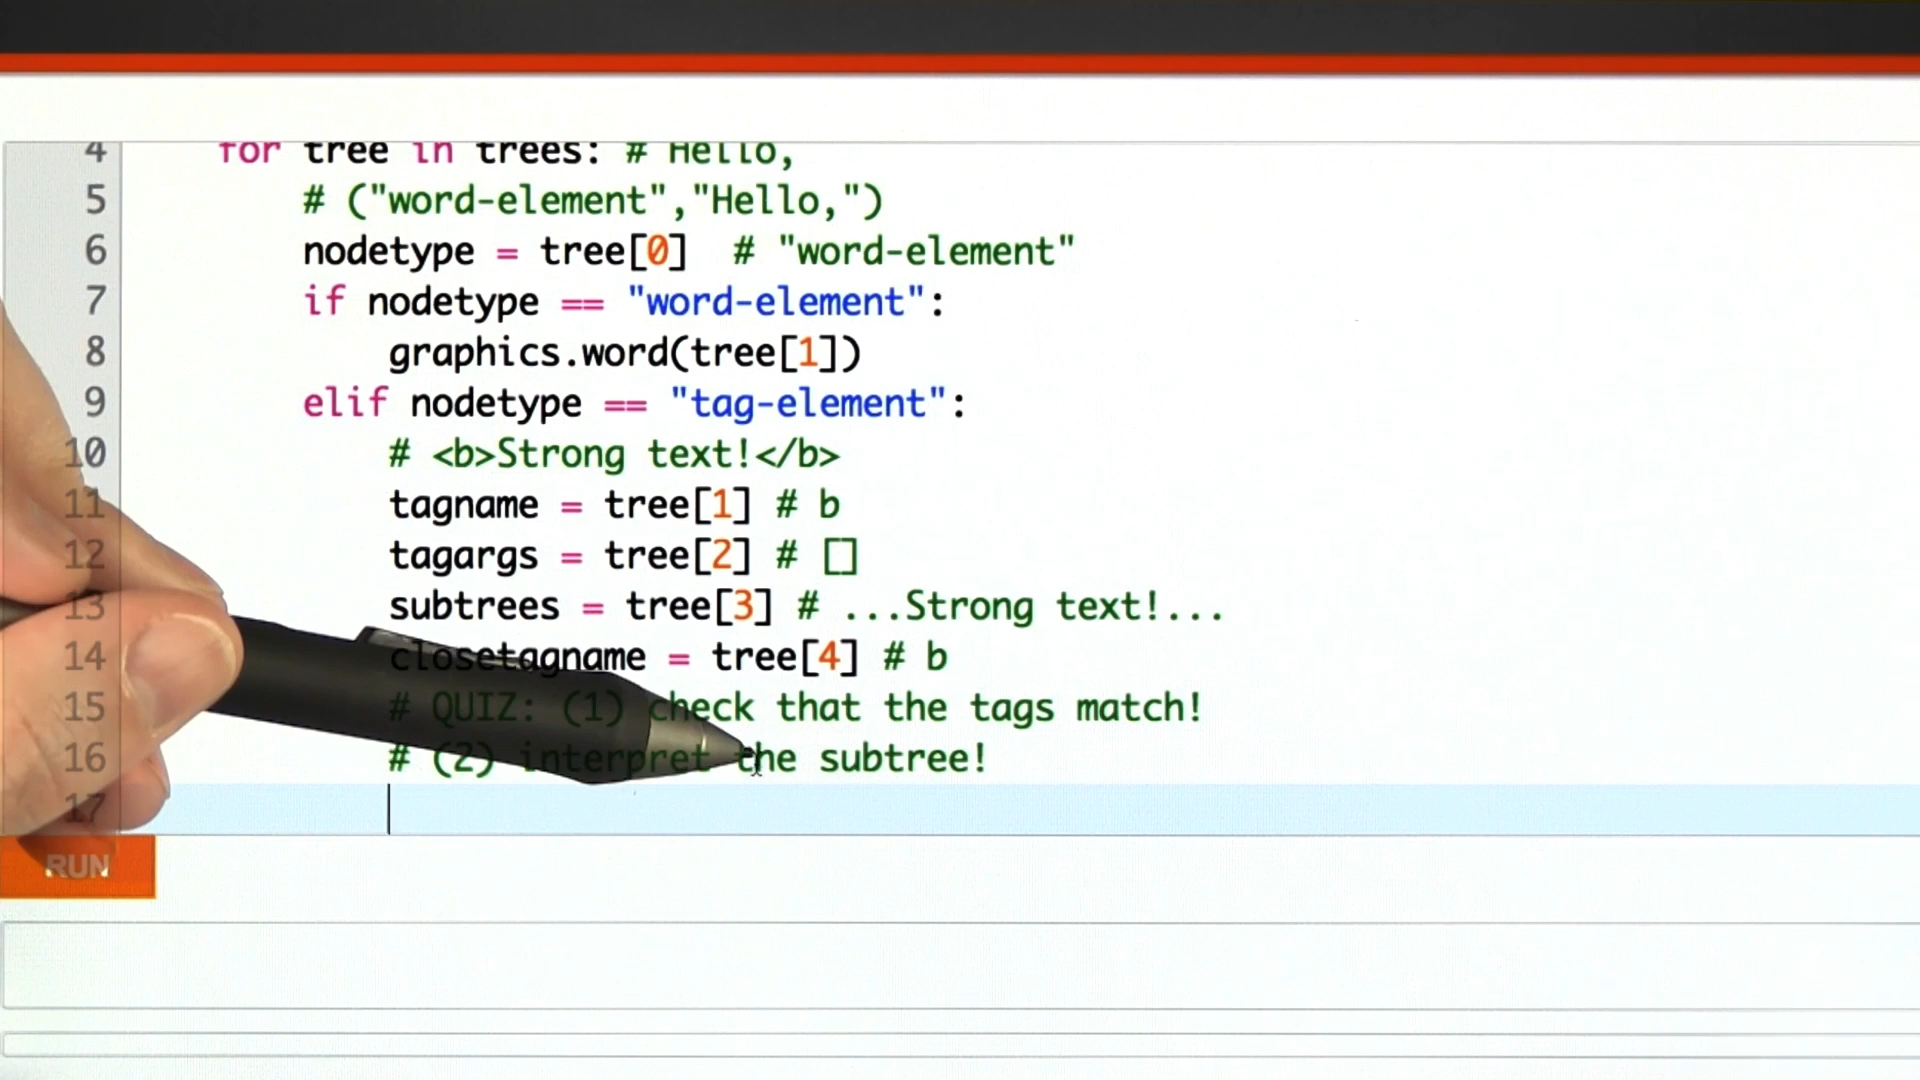 4 for tree in trees: # Hello,
5 # ("word-element","Hello,")
6 nodetype = tree[0] # "word-element"
7 if nodetype == "word-element":
8 graphics.word(tree[1])
9 elif nodetype == "tag-element":
10 # <b>Strong text!</b>
11 tagname = tree[1] # b
12 tagargs = tree[2] # []
13 subtrees = tree[3] # ...Strong text!...
14 closetagname = tree[4] # b
15 # QUIZ: (1) check that the tags match!
16 # (2) interpret the subtree!
17
RUN